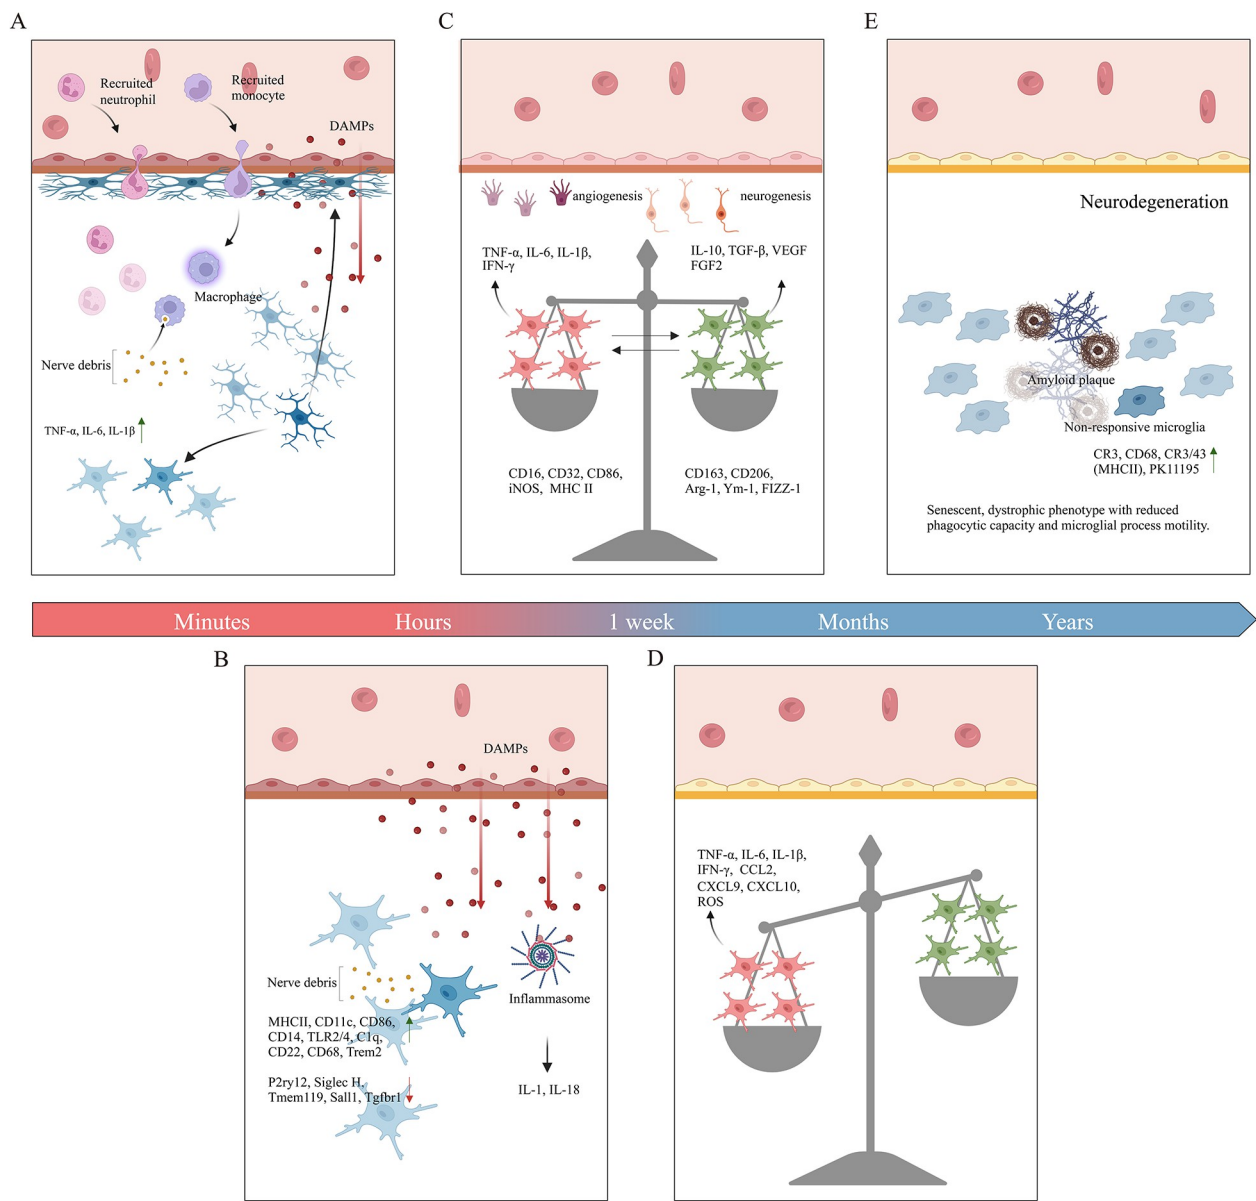 A
Recruited
neutrophil
Recruited
monocyte
DAMPs
Macrophage
Nerve debris
TNF-α, IL-6, IL-1β
C
angiogenesis
neurogenesis
TNF-α, IL-6, IL-1β,
IFN-γ
IL-10, TGF-β, VEGF
FGF2
CD16, CD32, CD86,
iNOS, MHC II
CD163, CD206,
Arg-1, Ym-1, FIZZ-1
E
Neurodegeneration
Amyloid plaque
Non-responsive microglia
CR3, CD68, CR3/43
(MHCII), PK11195
Senescent, dystrophic phenotype with reduced
phagocytic capacity and microglial process motility.
Minutes
Hours
1 week
Months
Years
B
DAMPs
Nerve debris
Inflammasome
MHCII, CD11c, CD86,
CD14, TLR2/4, C1q,
CD22, CD68, Trem2
P2ry12, Siglec H,
Tmem119, Sall1, Tgfbr1
IL-1, IL-18
D
TNF-α, IL-6, IL-1β,
IFN-γ, CCL2,
CXCL9, CXCL10,
ROS